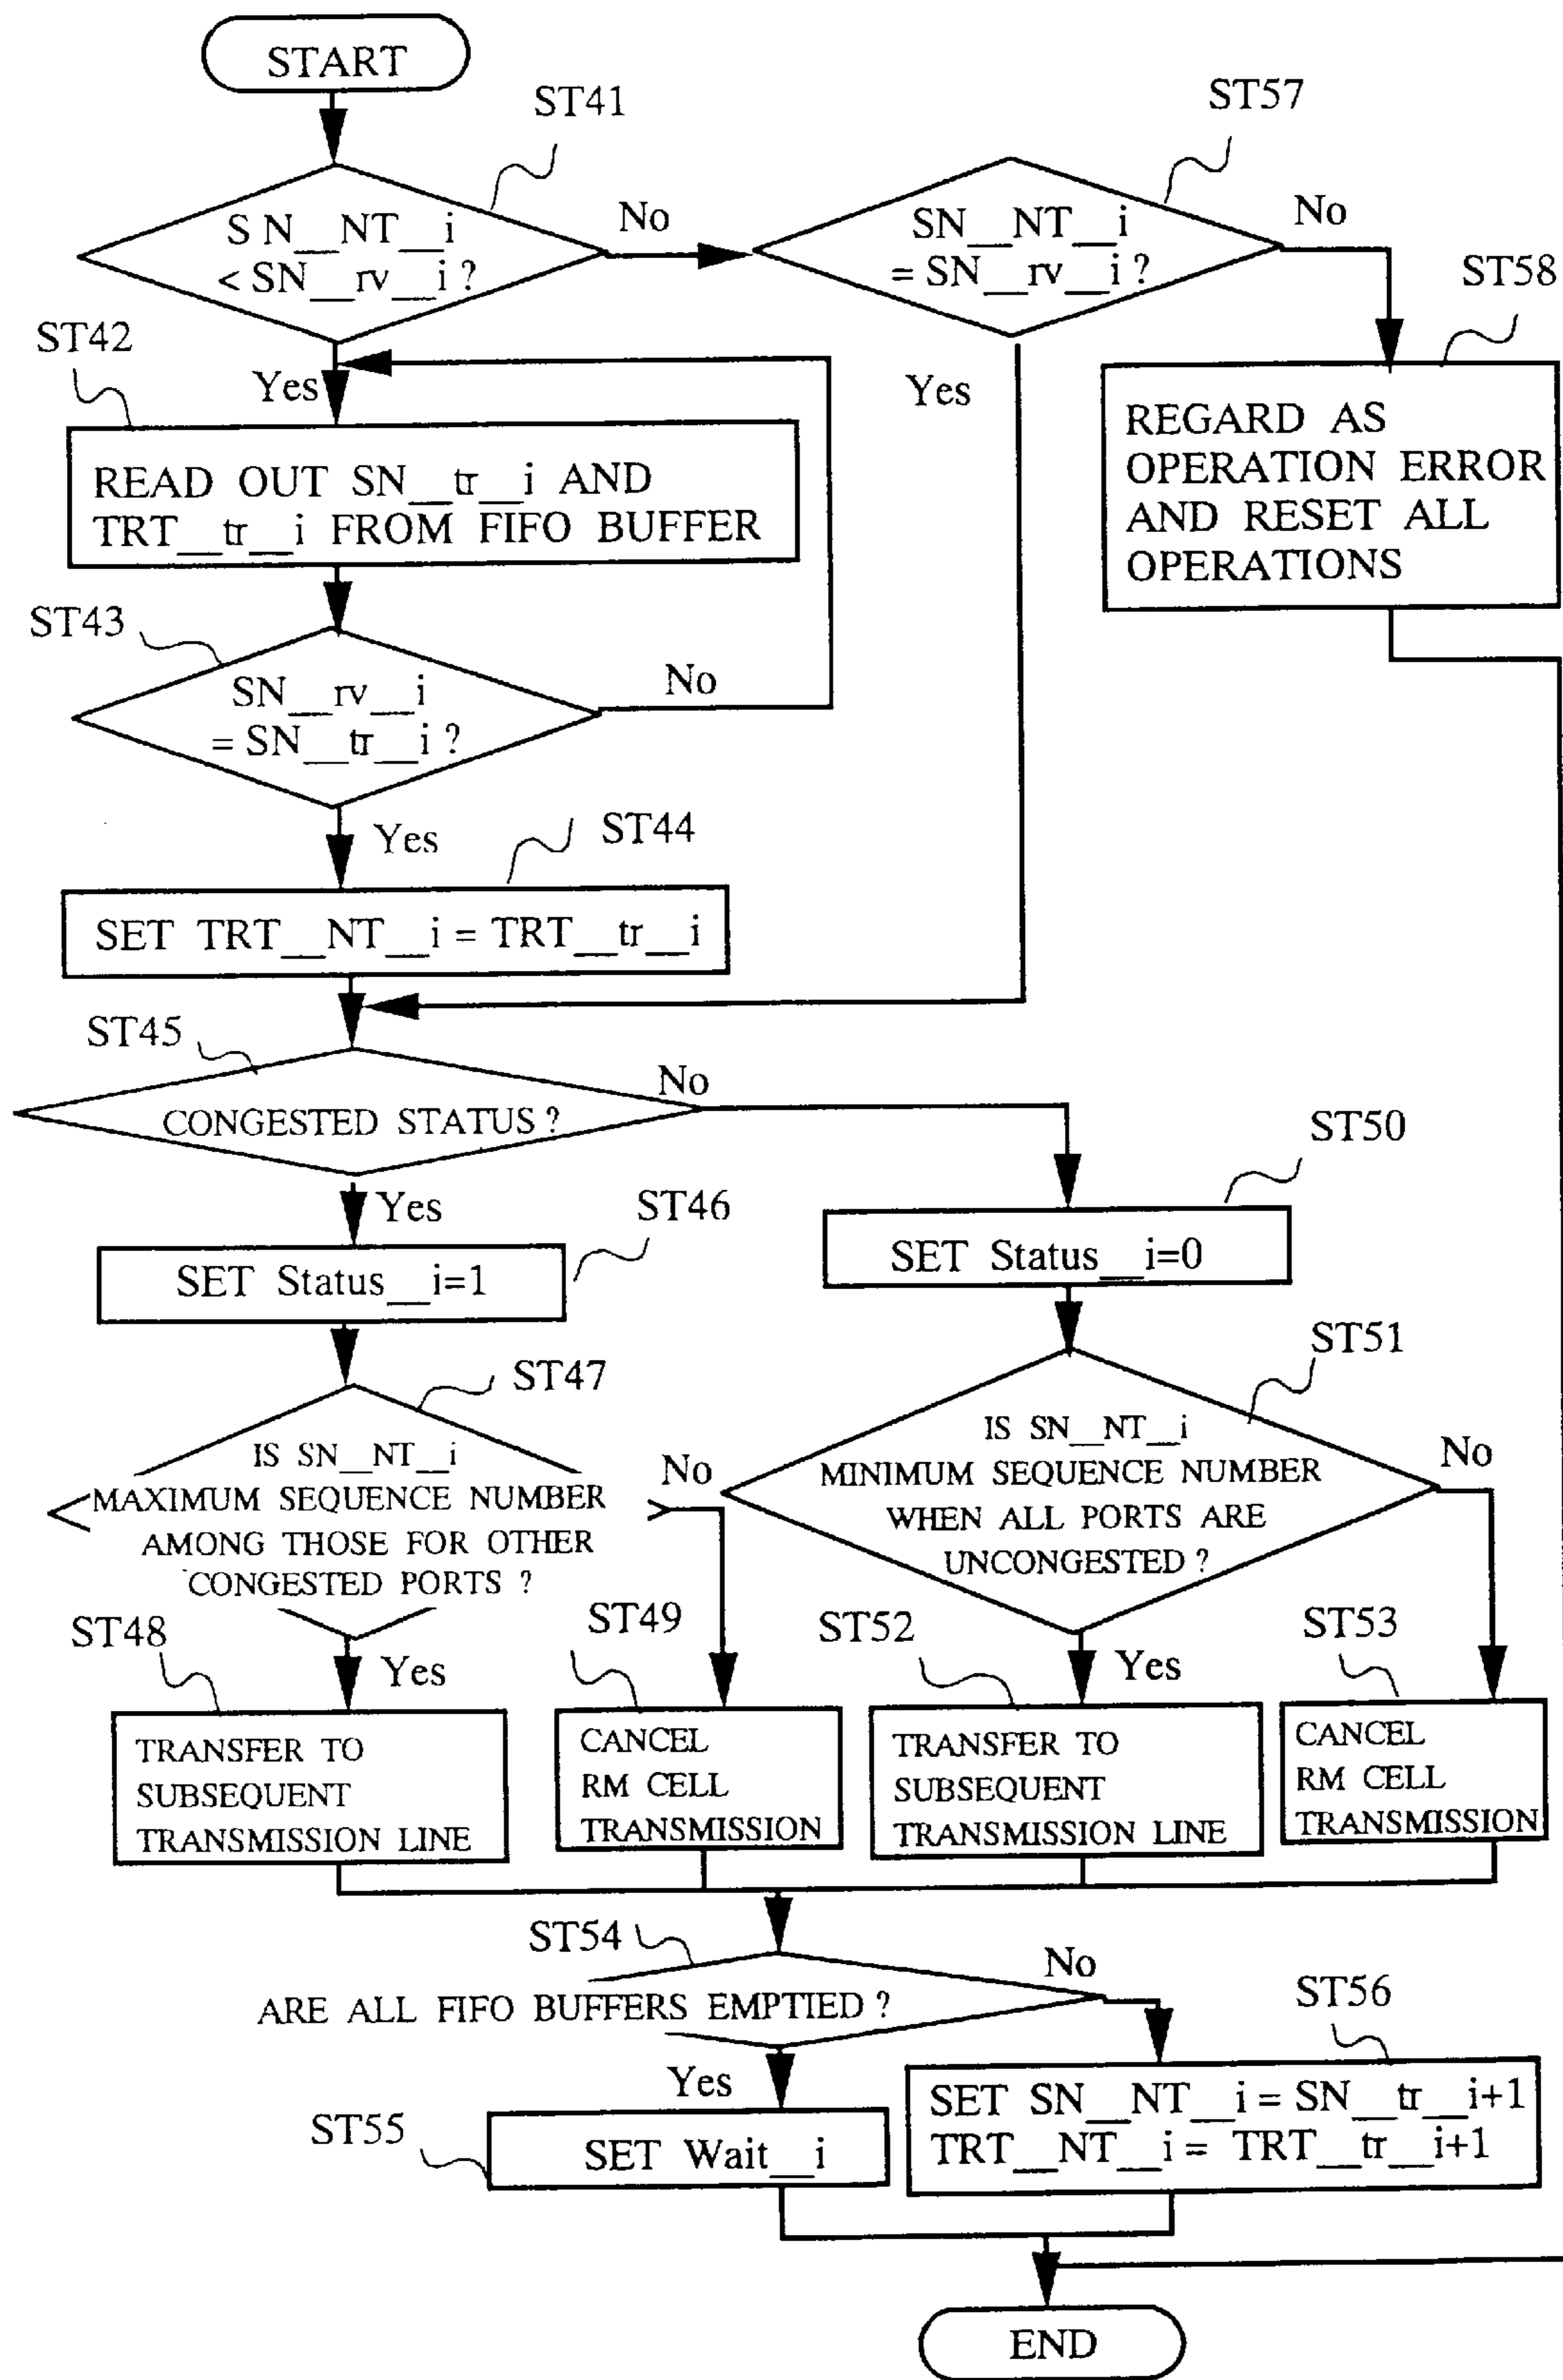 START
ST41
S N__NT__i
< SN__rv__i ?
No
ST57
SN__NT__i
= SN__rv__i ?
No
ST58
Yes
REGARD AS
OPERATION ERROR
AND RESET ALL
OPERATIONS
ST42
Yes
READ OUT SN__tr__i AND
TRT__tr__i FROM FIFO BUFFER
ST43
SN__rv__i
= SN__tr__i ?
No
Yes
ST44
SET TRT__NT__i = TRT__tr__i
ST45
CONGESTED STATUS ?
No
Yes
ST46
SET Status__i=1
ST50
SET Status__i=0
ST47
IS SN__NT__i
MAXIMUM SEQUENCE NUMBER
AMONG THOSE FOR OTHER
CONGESTED PORTS ?
No
ST51
IS SN__NT__i
MINIMUM SEQUENCE NUMBER
WHEN ALL PORTS ARE
UNCONGESTED ?
No
ST48
Yes
TRANSFER TO
SUBSEQUENT
TRANSMISSION LINE
ST49
CANCEL
RM CELL
TRANSMISSION
ST52
Yes
TRANSFER TO
SUBSEQUENT
TRANSMISSION LINE
ST53
CANCEL
RM CELL
TRANSMISSION
ST54
ARE ALL FIFO BUFFERS EMPTIED ?
No
Yes
ST55
SET Wait__i
ST56
SET SN__NT__i = SN__tr__i+1
TRT__NT__i = TRT__tr__i+1
END